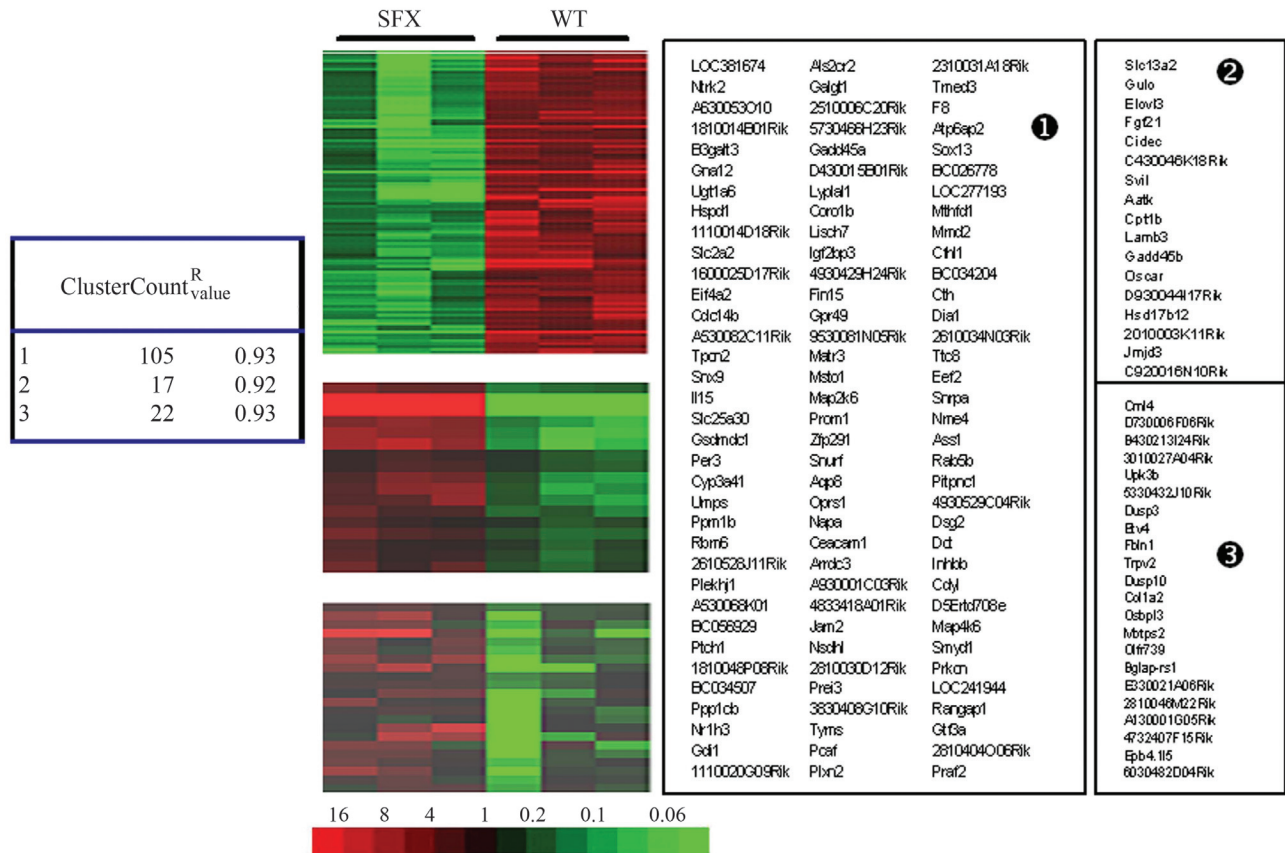 SFX WT
ClusterCount R value
1 105 0.93
2 17 0.92
3 22 0.93
LOC381674 Als2cr2 2310031A18Rik
Ntrk2 Galgt1 Tmed3
A630053O10 2510006C20Rik F8
1810014B01Rik 5730466H23Rik Atp6ap2
B3galt3 Gadd45a Sox13
Gna12 D430015B01Rik BC026778
Ugt1a6 Lyplal1 LOC277193
Hspd1 Coro1b Mthfd1
1110014D18Rik Lisch7 Mmd2
Slc2a2 Igf2bp3 Cfhl1
1600025D17Rik 4930429H24Rik BC034204
Eif4a2 Fin15 Cth
Cdc14b Gpr49 Dia1
A530082C11Rik 9530081N05Rik 2610034N03Rik
Tpcn2 Matr3 Ttc8
Snx9 Msto1 Eef2
Il15 Map2k6 Snrpa
Slc25a30 Prom1 Nme4
Gsdmdc1 Zfp291 Ass1
Per3 Snurf Rab5b
Cyp3a41 Aqp8 Pitpnc1
Umps Oprs1 4930529C04Rik
Ppm1b Napa Dsg2
Rbm6 Ceacam1 Dct
2610528J11Rik Arrdc3 Inhbb
Plekhj1 A930001C03Rik Cdyl
A530068K01 4833418A01Rik D5Ertd708e
BC056929 Jam2 Map4k6
Ptch1 Nsdhl Smyd1
1810048P08Rik 2810030D12Rik Prkcn
BC034507 Prei3 LOC241944
Ppp1cb 3830408G10Rik Rangap1
Nr1h3 Tyms Gtf3a
Gdi1 Pcaf 2810404O06Rik
1110020G09Rik Plxn2 Praf2
1
Slc13a2
Gulo
Elovl3
Fgf21
Cidec
C430046K18Rik
Svil
Aatk
Cpt1b
Lamb3
Gadd45b
Oscar
D930044I17Rik
Hsd17b12
2010003K11Rik
Jmjd3
C920016N10Rik
2
Cml4
D730006F06Rik
B430213I24Rik
3010027A04Rik
Upk3b
5330432J10Rik
Dusp3
Etv4
Fbln1
Trpv2
Dusp10
Col1a2
Osbpl3
Mbtps2
Olfr739
Bglap-rs1
E330021A06Rik
2810046M22Rik
A130001G05Rik
4732407F15Rik
Epb4.1l5
6030482D04Rik
3
16 8 4 1 0.2 0.1 0.06